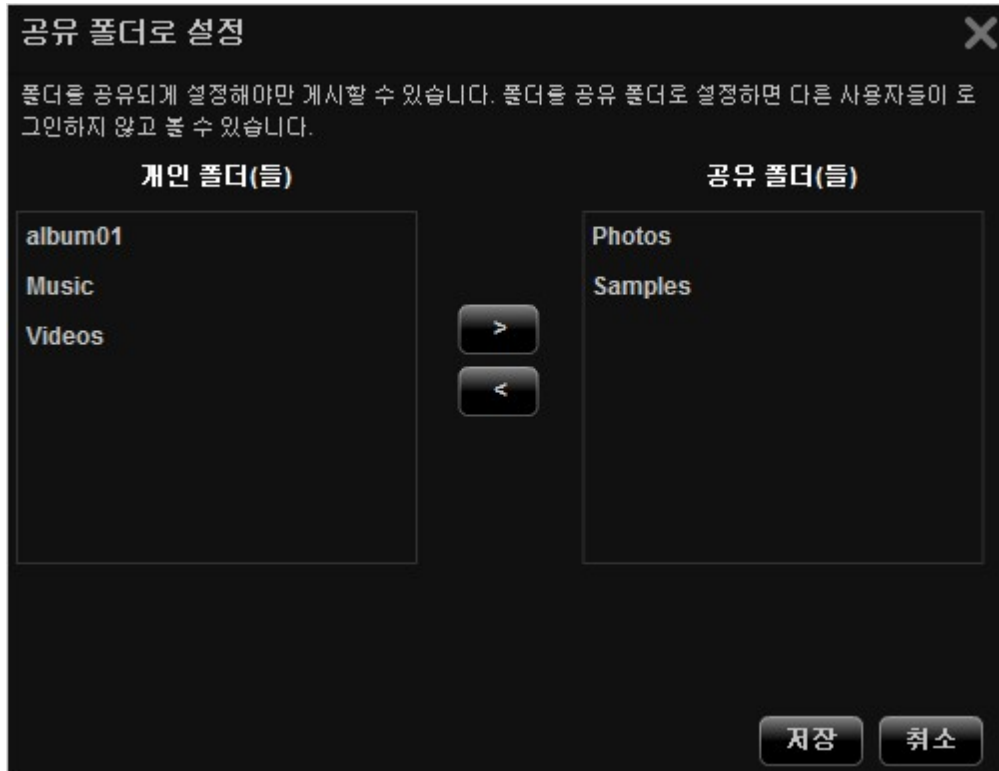 공유 폴더로 설정
폴더를 공유되게 설정해야만 게시할 수 있습니다. 폴더를 공유 폴더로 설정하면 다른 사용자들이 로
그인하지 않고 볼 수 있습니다.
개인 폴더(들)
album01
Music
Videos
>
<
공유 폴더(들)
Photos
Samples
저장
취소